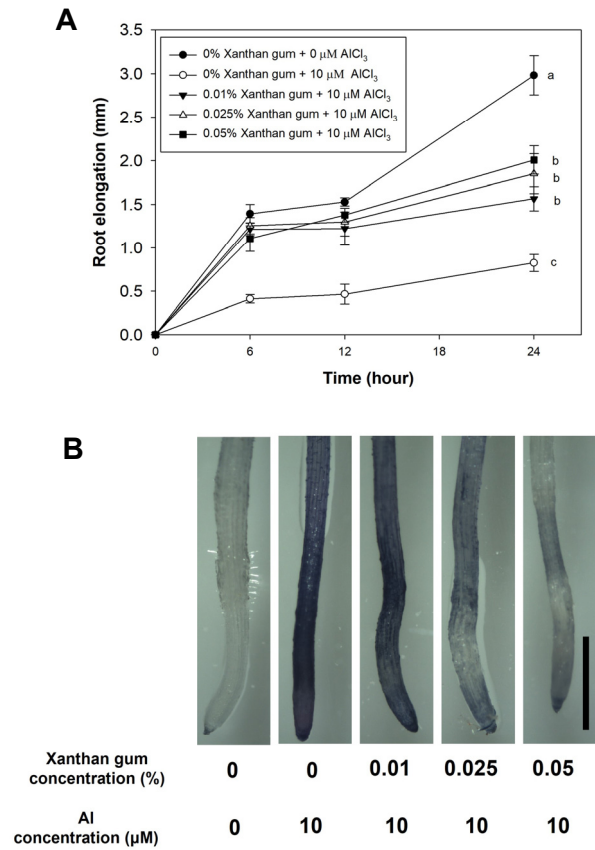 A
0% Xanthan gum + 0 μM AlCl3
0% Xanthan gum + 10 μM AlCl3
0.01% Xanthan gum + 10 μM AlCl3
0.025% Xanthan gum + 10 μM AlCl3
0.05% Xanthan gum + 10 μM AlCl3
Root elongation (mm)
3.5
3.0
2.5
2.0
1.5
1.0
0.5
0.0
a
b
b
b
c
0 6 12 18 24
Time (hour)
B
Xanthan gum concentration (%) 0 0 0.01 0.025 0.05
Al concentration (μM) 0 10 10 10 10